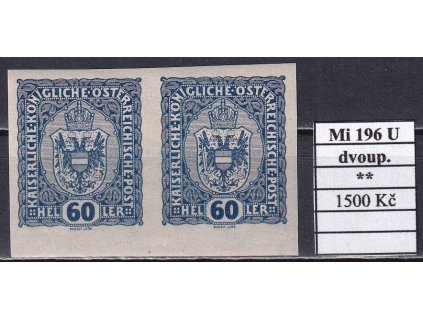 KAISERLICHE·KÖNIGLICHE·ÖSTERREICHISCHE·POST
60
HELLER
KAISERLICHE·KÖNIGLICHE·ÖSTERREICHISCHE·POST
60
HELLER
Mi 196 U
dvoup.
**
1500 Kč